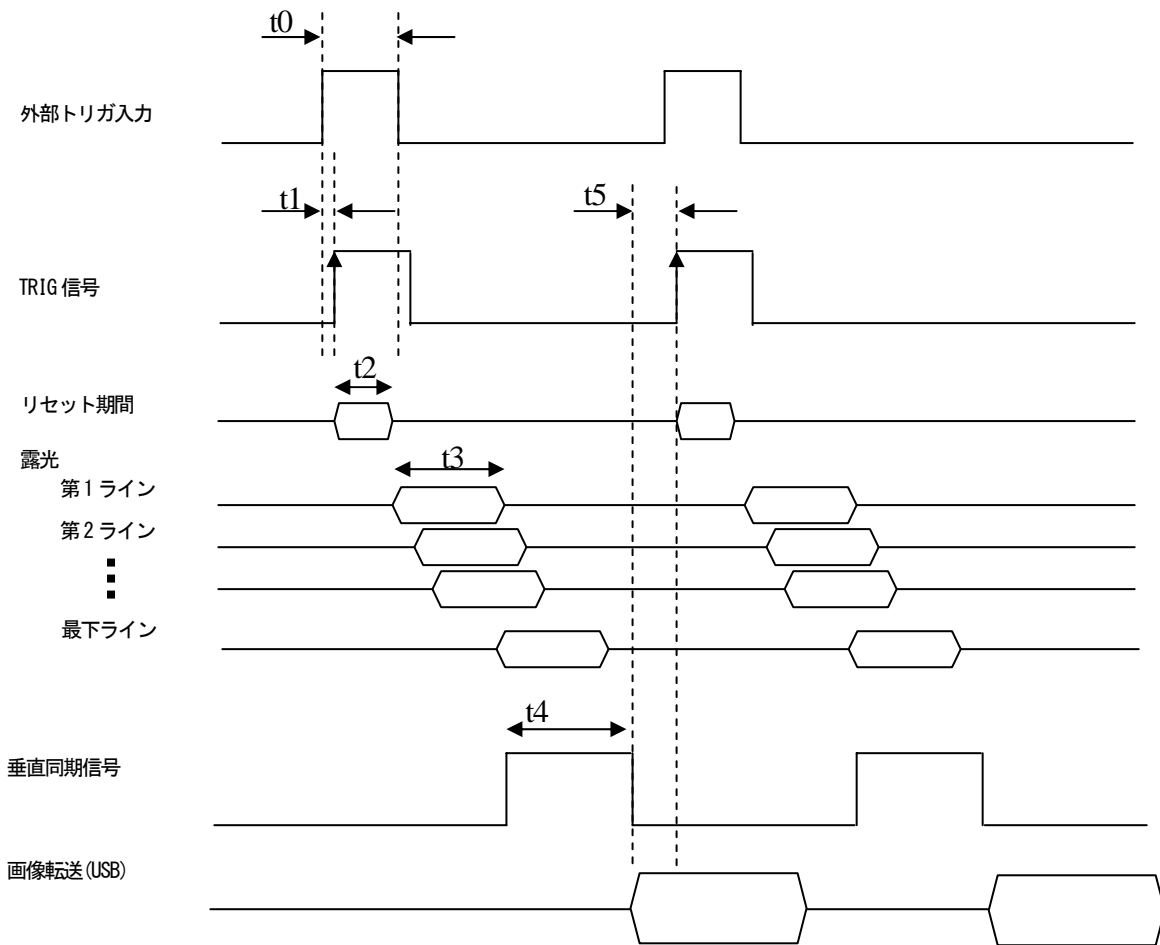 t0
外部トリガ入力
t1
t5
TRIG 信号
t2
リセット期間
露光
t3
第1ライン
第2ライン
最下ライン
t4
垂直同期信号
画像転送(USB)